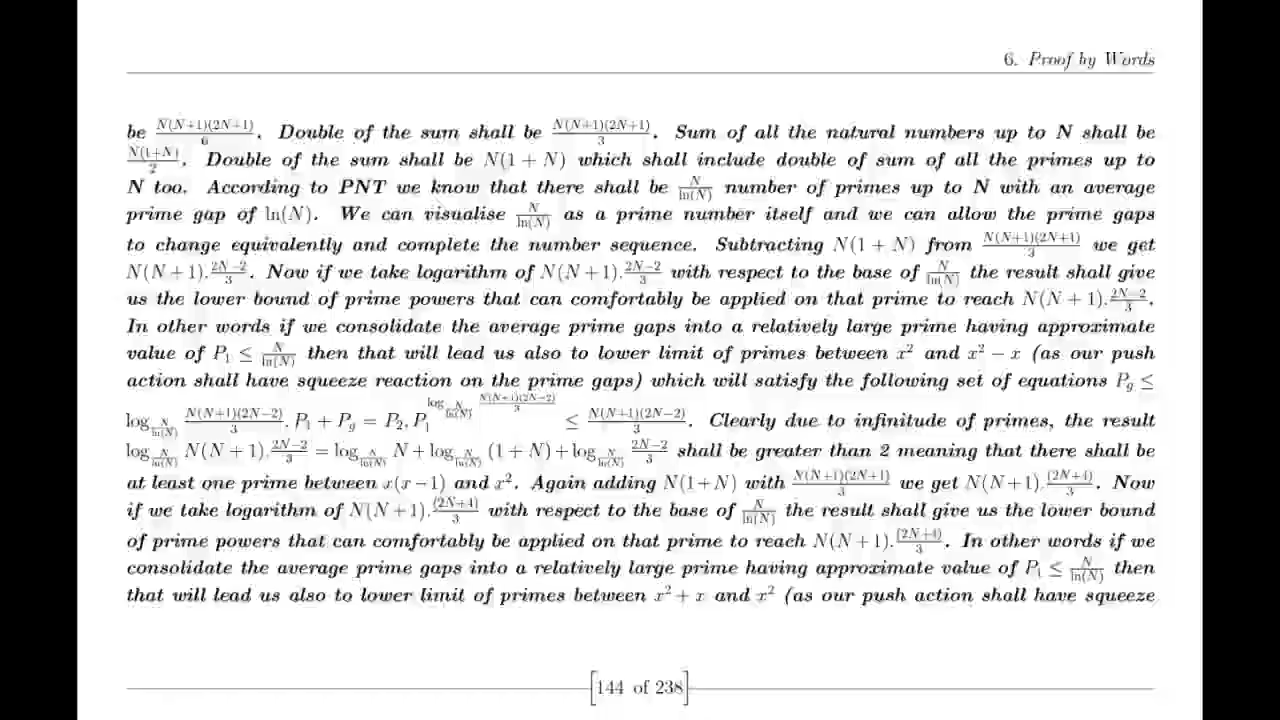 6. Proof by Words
be N(N+1)(2N+1)/6. Double of the sum shall be N(N+1)(2N+1)/3. Sum of all the natural numbers up to N shall be
N(1+N)/2. Double of the sum shall be N(1 + N) which shall include double of sum of all the primes up to
N too. According to PNT we know that there shall be N/ln(N) number of primes up to N with an average
prime gap of ln(N). We can visualise N/ln(N) as a prime number itself and we can allow the prime gaps
to change equivalently and complete the number sequence. Subtracting N(1 + N) from N(N+1)(2N+1)/3 we get
N(N + 1).2N−2/3. Now if we take logarithm of N(N + 1).2N−2/3 with respect to the base of N/ln(N) the result shall give
us the lower bound of prime powers that can comfortably be applied on that prime to reach N(N + 1).2N−2/3.
In other words if we consolidate the average prime gaps into a relatively large prime having approximate
value of P₁ ≤ N/ln(N) then that will lead us also to lower limit of primes between x² and x² − x (as our push
action shall have squeeze reaction on the prime gaps) which will satisfy the following set of equations P_g ≤
log_{N/ln(N)} N(N+1)(2N−2)/3. P₁ + P_g = P₂, P₁^{log_{N/ln(N)} N(N+1)(2N−2)/3} ≤ N(N+1)(2N−2)/3. Clearly due to infinitude of primes, the result
log_{N/ln(N)} N(N + 1).2N−2/3 = log_{N/ln(N)} N + log_{N/ln(N)} (1 + N) + log_{N/ln(N)} 2N−2/3 shall be greater than 2 meaning that there shall be
at least one prime between x(x − 1) and x². Again adding N(1+N) with N(N+1)(2N+1)/3 we get N(N+1).(2N+4)/3. Now
if we take logarithm of N(N + 1).(2N+4)/3 with respect to the base of N/ln(N) the result shall give us the lower bound
of prime powers that can comfortably be applied on that prime to reach N(N + 1).(2N+4)/3. In other words if we
consolidate the average prime gaps into a relatively large prime having approximate value of P₁ ≤ N/ln(N) then
that will lead us also to lower limit of primes between x² + x and x² (as our push action shall have squeeze
144 of 238